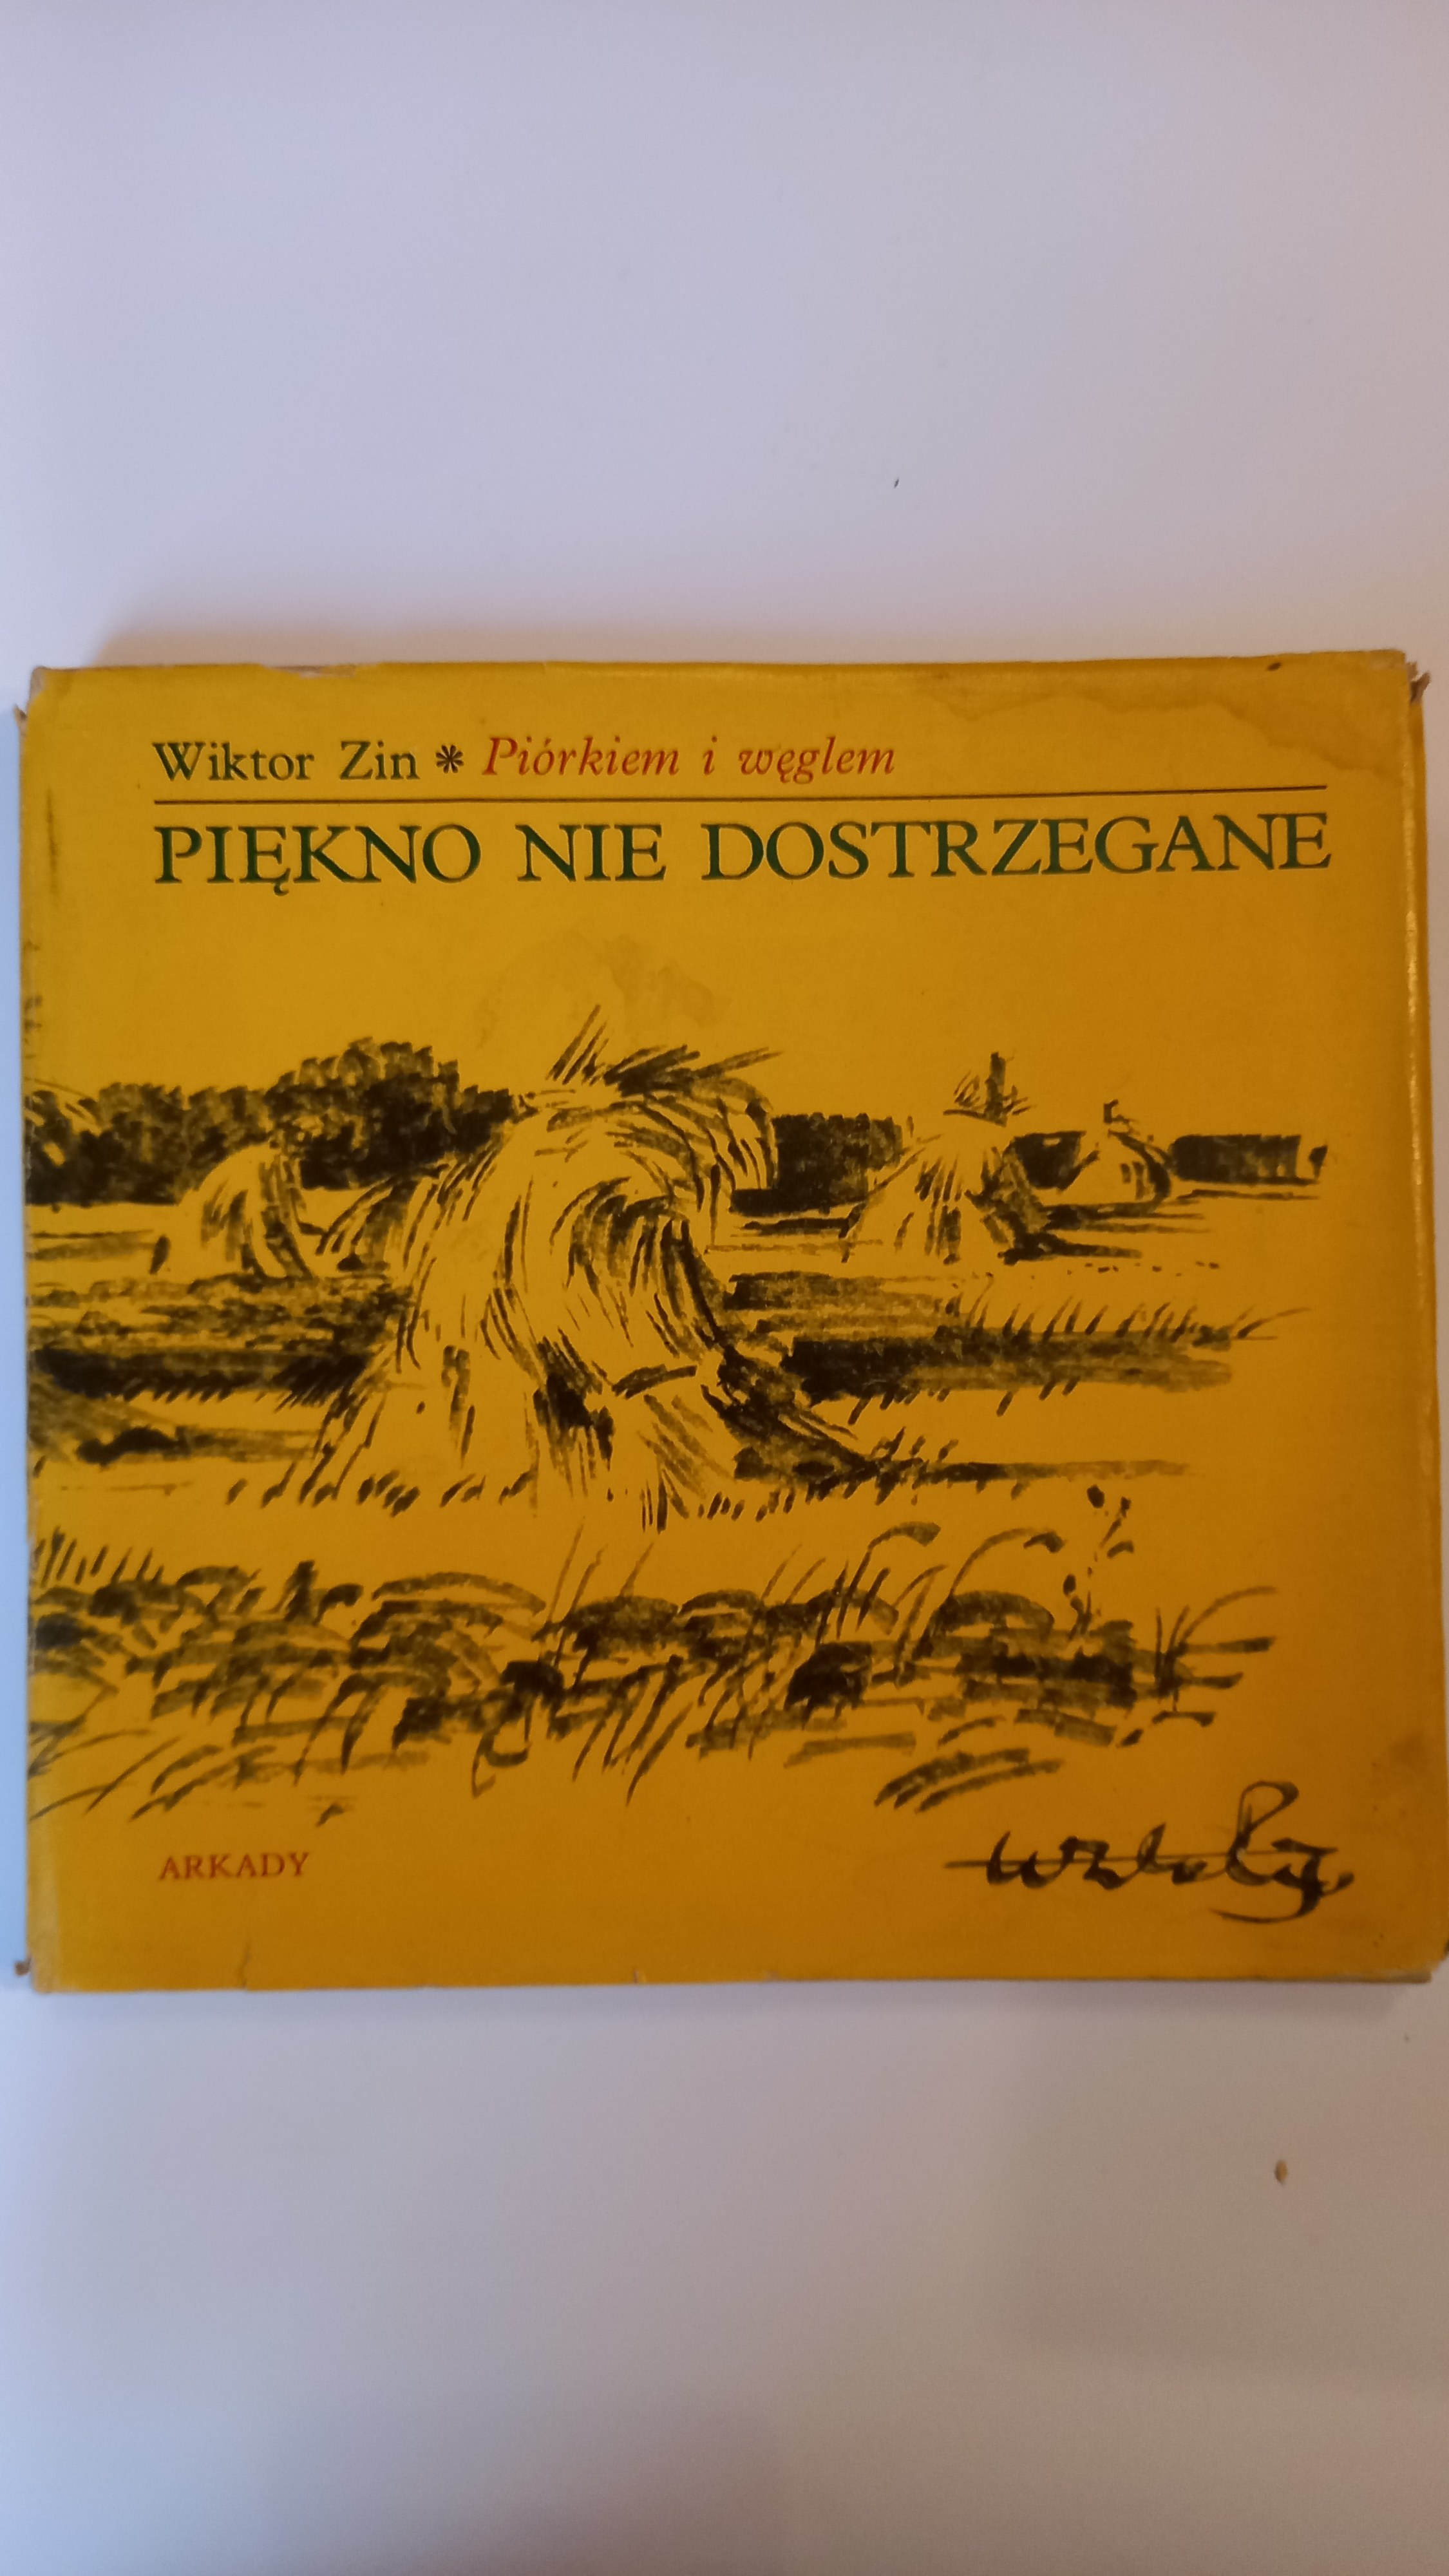 Wiktor Zin * Piórkiem i węglem
PIĘKNO NIE DOSTRZEGANE
ARKADY